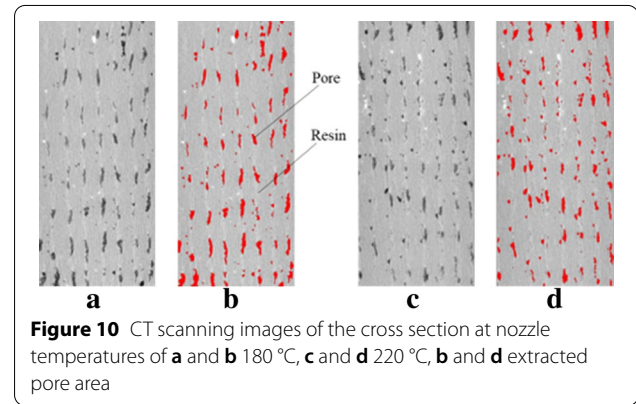 Pore
Resin
a b c d
Figure 10 CT scanning images of the cross section at nozzle
temperatures of a and b 180 °C, c and d 220 °C, b and d extracted
pore area